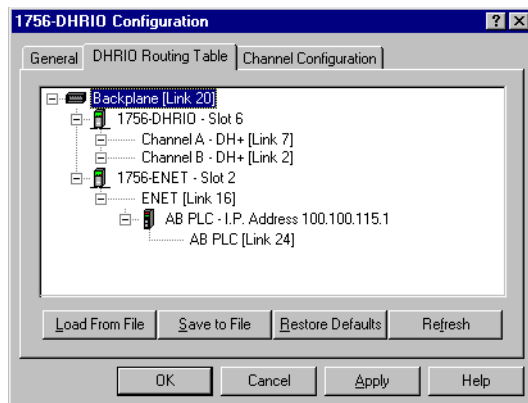 1756-DHRIO Configuration
General
DHRIO Routing Table
Channel Configuration
Backplane [Link 20]
1756-DHRIO - Slot 6
Channel A - DH+ [Link 7]
Channel B - DH+ [Link 2]
1756-ENET - Slot 2
ENET [Link 16]
AB PLC - I.P. Address 100.100.115.1
AB PLC [Link 24]
Load From File
Save to File
Restore Defaults
Refresh
OK
Cancel
Apply
Help